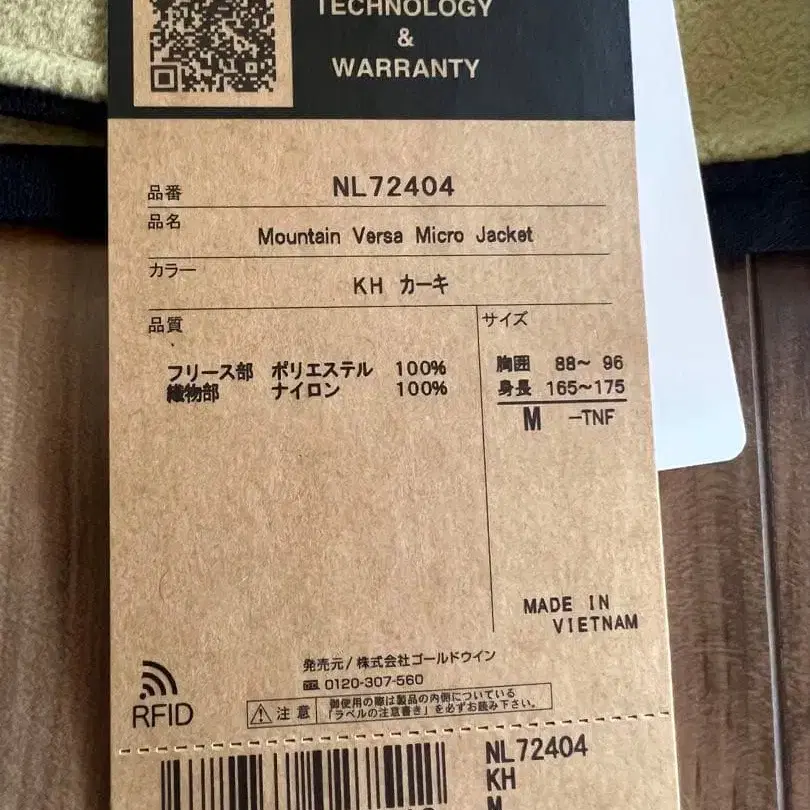 TECHNOLOGY
&
WARRANTY
品番 NL72404
品名 Mountain Versa Micro Jacket
カラー KH カーキ
品質
フリース部 ポリエステル 100%
織物部 ナイロン 100%
サイズ
胸囲 88~ 96
身長 165~175
M -TNF
MADE IN
VIETNAM
発売元/株式会社ゴールドウイン
0120-307-560
RFID
注意
御使用の際は製品の内側についている
「ラベルの注意書き」を必ずお読み下さい。
NL72404
KH
M